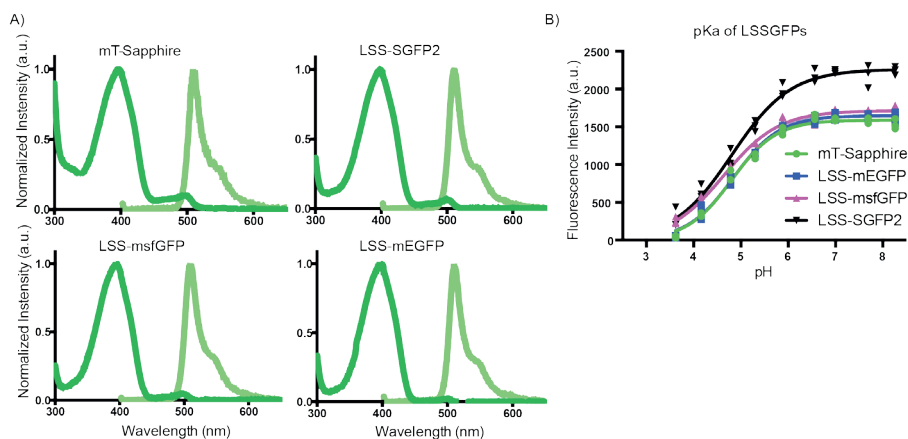 A)
mT-Sapphire
LSS-SGFP2
Normalized Instensity (a.u.)
1.0
0.5
0.0
300 400 500 600
1.0
0.5
0.0
300 400 500 600
LSS-msfGFP
LSS-mEGFP
Normalized Instensity (a.u.)
1.0
0.5
0.0
300 400 500 600
1.0
0.5
0.0
300 400 500 600
Wavelength (nm)
Wavelength (nm)
B)
pKa of LSSGFPs
Fluorescence Intensity (a.u.)
2500
2000
1500
1000
500
0
3 4 5 6 7 8
pH
mT-Sapphire
LSS-mEGFP
LSS-msfGFP
LSS-SGFP2